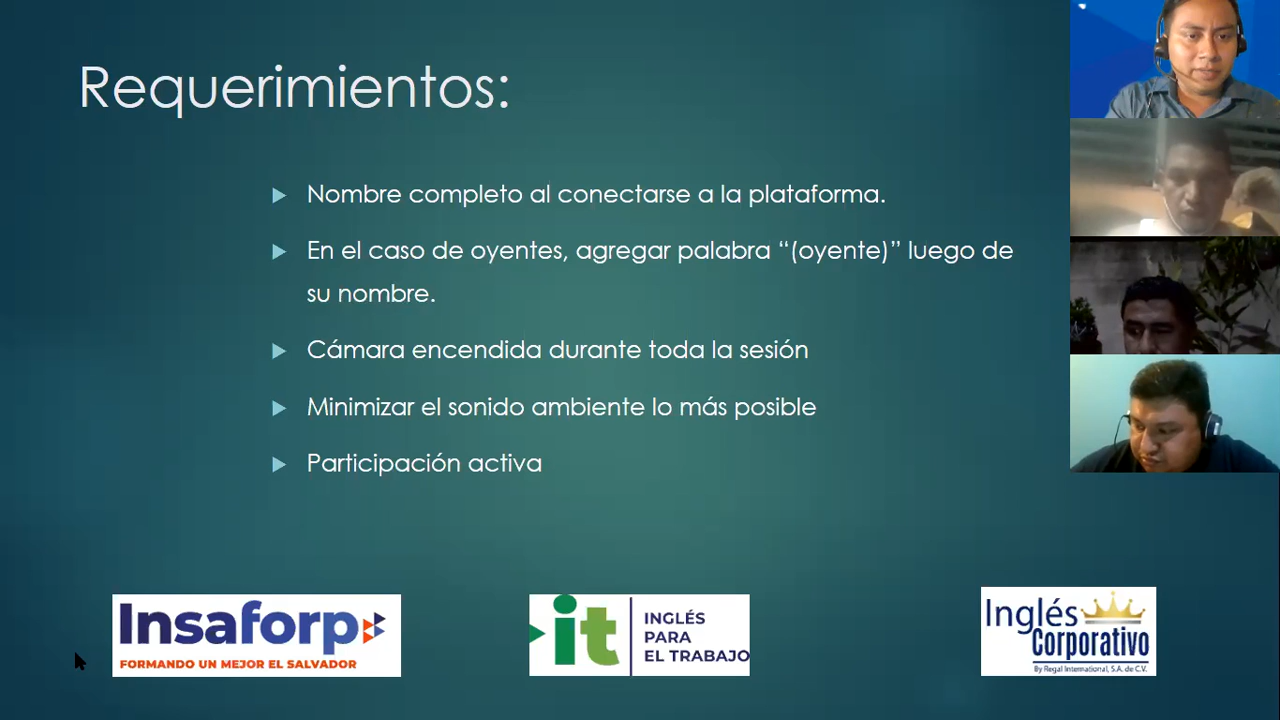 Requerimientos:
Nombre completo al conectarse a la plataforma.
En el caso de oyentes, agregar palabra “(oyente)” luego de
su nombre.
Cámara encendida durante toda la sesión
Minimizar el sonido ambiente lo más posible
Participación activa
Insaforp
FORMANDO UN MEJOR EL SALVADOR
it
INGLÉS
PARA
EL TRABAJO
Inglés
Corporativo
By Regal International, S.A. de C.V.